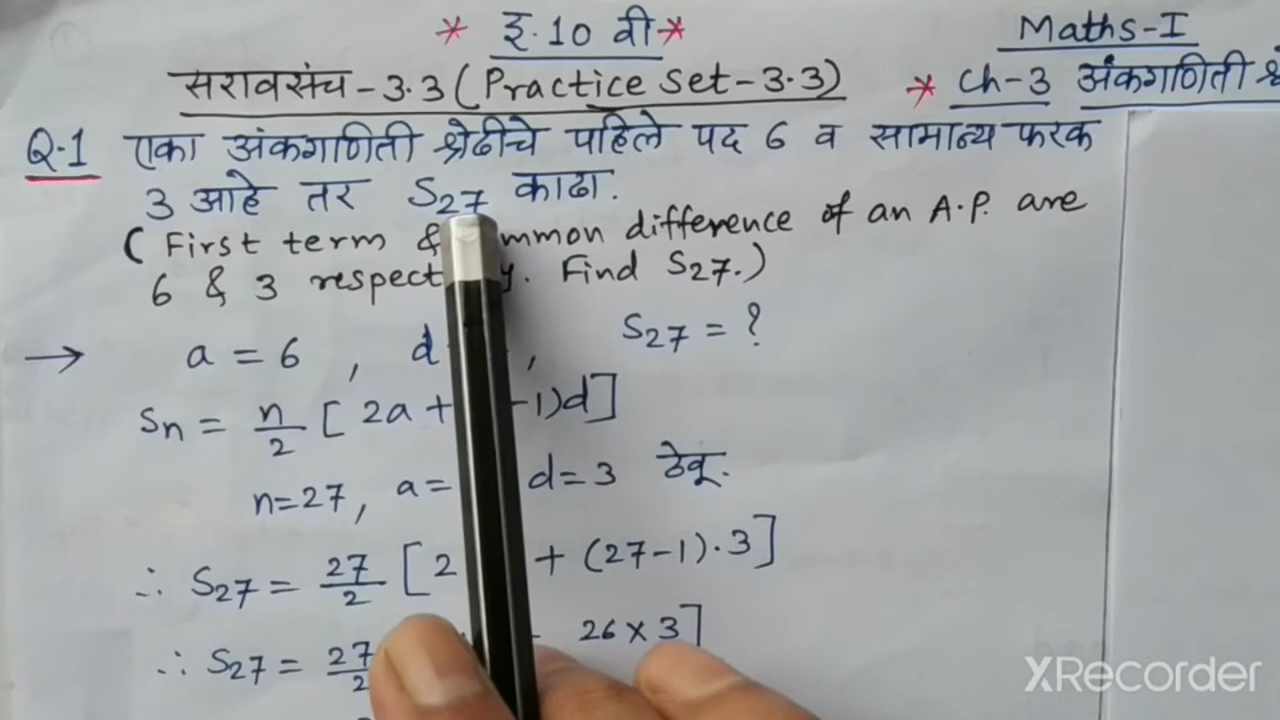 * इ.10 वी *
Maths-I
सरावसंच-3.3 (Practice Set-3.3)
* Ch-3 अंकगणिती
Q.1 एका अंकगणिती श्रेढीचे पहिले पद 6 व सामान्य फरक
3 आहे तर S₂₇ काढा.
(First term & difference of an A.P. are
6 & 3 Find S₂₇.)
→ a = 6 , d , S₂₇ = ?
Sₙ = n/2 [2a + -1)d]
n=27, a= d=3 ठेवू.
∴ S₂₇ = 27/2 [2 + (27-1)·3]
∴ S₂₇ = 27/2 26×3]
XRecorder